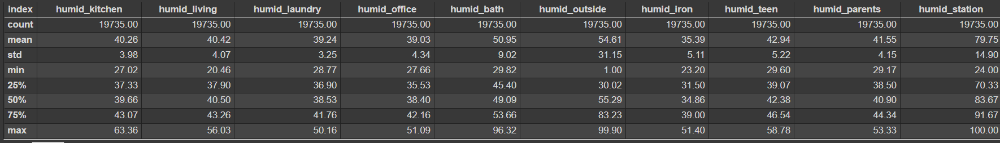 index humid_kitchen humid_living humid_laundry humid_office humid_bath humid_outside humid_iron humid_teen humid_parents humid_station
count 19735.00 19735.00 19735.00 19735.00 19735.00 19735.00 19735.00 19735.00 19735.00 19735.00
mean 40.26 40.42 39.24 39.03 50.95 54.61 35.39 42.94 41.55 79.75
std 3.98 4.07 3.25 4.34 9.02 31.15 5.11 5.22 4.15 14.90
min 27.02 20.46 28.77 27.66 29.82 1.00 23.20 29.60 29.17 24.00
25% 37.33 37.90 36.90 35.53 45.40 30.02 31.50 39.07 38.50 70.33
50% 39.66 40.50 38.53 38.40 49.09 55.29 34.86 42.38 40.90 83.67
75% 43.07 43.26 41.76 42.16 53.66 83.23 39.00 46.54 44.34 91.67
max 63.36 56.03 50.16 51.09 96.32 99.90 51.40 58.78 53.33 100.00